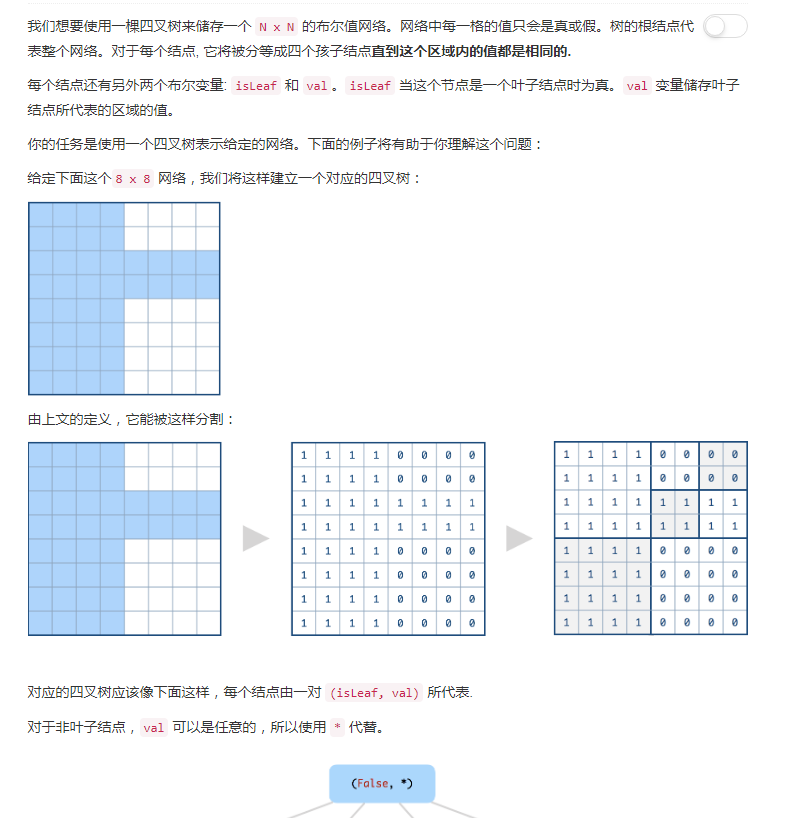 我们想要使用一棵四叉树来储存一个 N x N 的布尔值网络。网络中每一格的值只会是真或假。树的根结点代
表整个网络。对于每个结点, 它将被分等成四个孩子结点直到这个区域内的值都是相同的.
每个结点还有另外两个布尔变量: isLeaf 和 val。isLeaf 当这个节点是一个叶子结点时为真。val 变量储存叶子
结点所代表的区域的值。
你的任务是使用一个四叉树表示给定的网络。下面的例子将有助于你理解这个问题：
给定下面这个 8 x 8 网络，我们将这样建立一个对应的四叉树：
由上文的定义，它能被这样分割：
1 1 1 1 0 0 0 0
1 1 1 1 0 0 0 0
1 1 1 1 1 1 1 1
1 1 1 1 1 1 1 1
1 1 1 1 0 0 0 0
1 1 1 1 0 0 0 0
1 1 1 1 0 0 0 0
1 1 1 1 0 0 0 0
1 1 1 1 0 0 0 0
1 1 1 1 0 0 0 0
1 1 1 1 1 1 1 1
1 1 1 1 1 1 1 1
1 1 1 1 0 0 0 0
1 1 1 1 0 0 0 0
1 1 1 1 0 0 0 0
1 1 1 1 0 0 0 0
对应的四叉树应该像下面这样，每个结点由一对 (isLeaf, val) 所代表.
对于非叶子结点，val 可以是任意的，所以使用 * 代替。
(False, *)